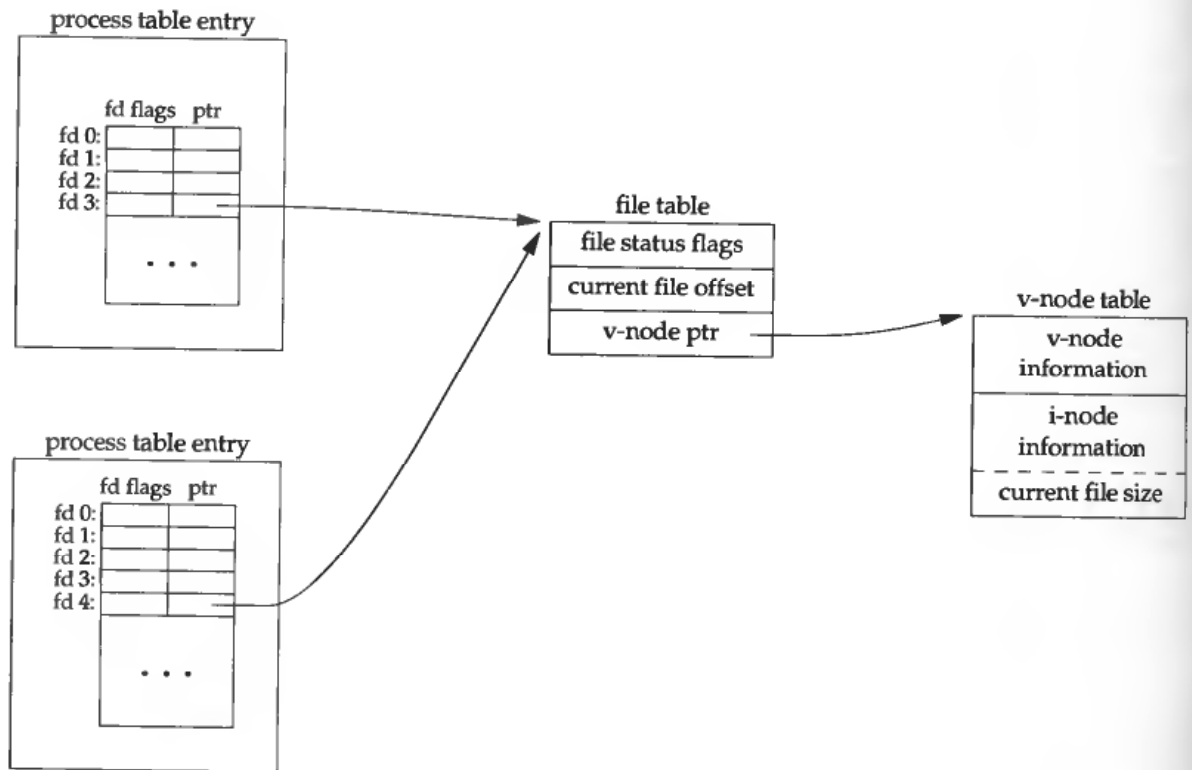 process table entry
fd flags ptr
fd 0:
fd 1:
fd 2:
fd 3:
• • •
file table
file status flags
current file offset
v-node ptr
v-node table
v-node
information
i-node
information
current file size
process table entry
fd flags ptr
fd 0:
fd 1:
fd 2:
fd 3:
fd 4:
• • •